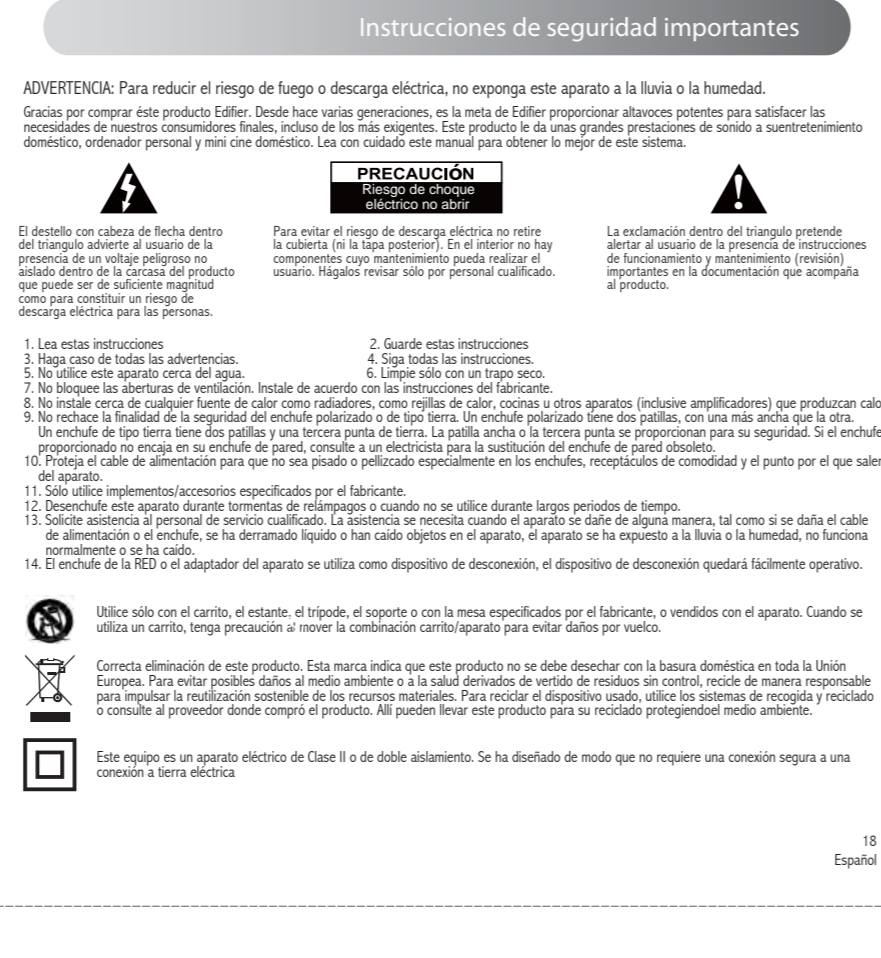 Instrucciones de seguridad importantes
ADVERTENCIA: Para reducir el riesgo de fuego o descarga eléctrica, no exponga este aparato a la lluvia o la humedad.
Gracias por comprar éste producto Edifier. Desde hace varias generaciones, es la meta de Edifier proporcionar altavoces potentes para satisfacer las
necesidades de nuestros consumidores finales, incluso de los más exigentes. Este producto le da unas grandes prestaciones de sonido a suentretenimiento
doméstico, ordenador personal y mini cine doméstico. Lea con cuidado este manual para obtener lo mejor de este sistema.
El destello con cabeza de flecha dentro
del triangulo advierte al usuario de la
presencia de un voltaje peligroso no
aislado dentro de la carcasa del producto
que puede ser de suficiente magnitud
como para constituir un riesgo de
descarga eléctrica para las personas.
PRECAUCIÓN
Riesgo de choque
eléctrico no abrir
Para evitar el riesgo de descarga eléctrica no retire
la cubierta (ni la tapa posterior). En el interior no hay
componentes cuyo mantenimiento pueda realizar el
usuario. Hágalos revisar sólo por personal cualificado.
La exclamación dentro del triangulo pretende
alertar al usuario de la presencia de instrucciones
de funcionamiento y mantenimiento (revisión)
importantes en la documentación que acompaña
al producto.
1. Lea estas instrucciones 2. Guarde estas instrucciones
3. Haga caso de todas las advertencias. 4. Siga todas las instrucciones.
5. No utilice este aparato cerca del agua. 6. Limpie sólo con un trapo seco.
7. No bloquee las aberturas de ventilación. Instale de acuerdo con las instrucciones del fabricante.
8. No instale cerca de cualquier fuente de calor como radiadores, como rejillas de calor, cocinas u otros aparatos (inclusive amplificadores) que produzcan calo
9. No rechace la finalidad de la seguridad del enchufe polarizado o de tipo tierra. Un enchufe polarizado tiene dos patillas, con una más ancha que la otra.
Un enchufe de tipo tierra tiene dos patillas y una tercera punta de tierra. La patilla ancha o la tercera punta se proporcionan para su seguridad. Si el enchufe
proporcionado no encaja en su enchufe de pared, consulte a un electricista para la sustitución del enchufe de pared obsoleto.
10. Proteja el cable de alimentación para que no sea pisado o pellizcado especialmente en los enchufes, receptáculos de comodidad y el punto por el que salen
del aparato.
11. Sólo utilice implementos/accesorios especificados por el fabricante.
12. Desenchufe este aparato durante tormentas de relámpagos o cuando no se utilice durante largos periodos de tiempo.
13. Solicite asistencia al personal de servicio cualificado. La asistencia se necesita cuando el aparato se dañe de alguna manera, tal como si se daña el cable
de alimentación o el enchufe, se ha derramado líquido o han caído objetos en el aparato, el aparato se ha expuesto a la lluvia o la humedad, no funciona
normalmente o se ha caído.
14. El enchufe de la RED o el adaptador del aparato se utiliza como dispositivo de desconexión, el dispositivo de desconexión quedará fácilmente operativo.
Utilice sólo con el carrito, el estante, el trípode, el soporte o con la mesa especificados por el fabricante, o vendidos con el aparato. Cuando se
utiliza un carrito, tenga precaución al mover la combinación carrito/aparato para evitar daños por vuelco.
Correcta eliminación de este producto. Esta marca indica que este producto no se debe desechar con la basura doméstica en toda la Unión
Europea. Para evitar posibles daños al medio ambiente o a la salud derivados de vertido de residuos sin control, recicle de manera responsable
para impulsar la reutilización sostenible de los recursos materiales. Para reciclar el dispositivo usado, utilice los sistemas de recogida y reciclado
o consulte al proveedor donde compró el producto. Allí pueden llevar este producto para su reciclado protegiendoel medio ambiente.
Este equipo es un aparato eléctrico de Clase II o de doble aislamiento. Se ha diseñado de modo que no requiere una conexión segura a una
conexión a tierra eléctrica
18
Español